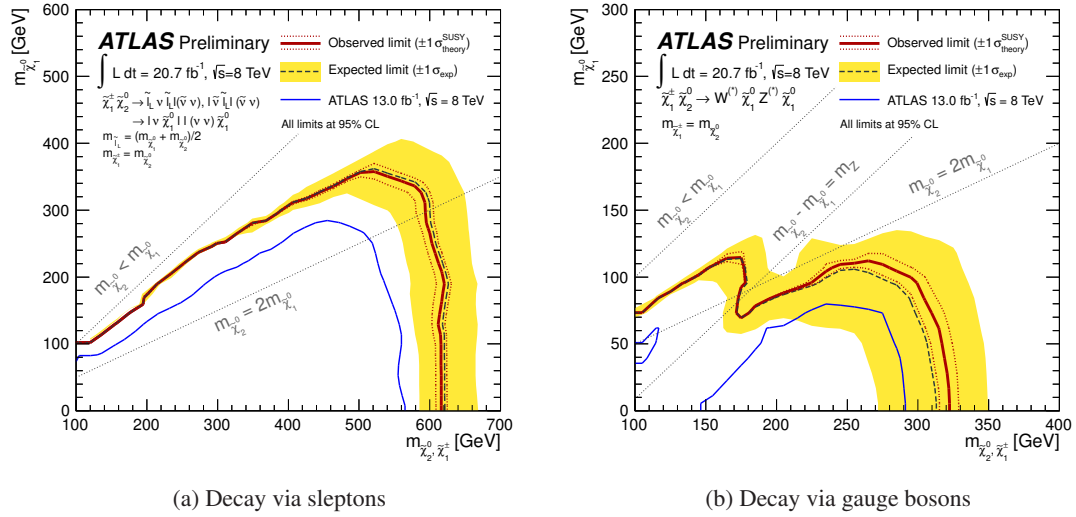 ATLAS Preliminary
∫ L dt = 20.7 fb⁻¹, √s=8 TeV
χ̃₁± χ̃₂⁰ → l̃_L ν l̃_L l(ν̃ ν), l ν̃ l̃_L l (ν̃ ν)
→ l ν χ̃₁⁰ l l (ν ν) χ̃₁⁰
m_l̃_L = (m_χ̃₁⁰ + m_χ̃₂⁰)/2
m_χ̃₁± = m_χ̃₂⁰
Observed limit (±1 σ^SUSY_theory)
Expected limit (±1 σ_exp)
ATLAS 13.0 fb⁻¹, √s = 8 TeV
All limits at 95% CL
m_χ̃₂⁰ < m_χ̃₁⁰
m_χ̃₂⁰ = 2m_χ̃₁⁰
m_χ̃₁⁰ [GeV]
600
500
400
300
200
100
0
100 200 300 400 500 600 700
m_χ̃₂⁰, χ̃₁± [GeV]
(a) Decay via sleptons
ATLAS Preliminary
∫ L dt = 20.7 fb⁻¹, √s=8 TeV
χ̃₁± χ̃₂⁰ → W^(*) χ̃₁⁰ Z^(*) χ̃₁⁰
m_χ̃₁± = m_χ̃₂⁰
Observed limit (±1 σ^SUSY_theory)
Expected limit (±1 σ_exp)
ATLAS 13.0 fb⁻¹, √s = 8 TeV
All limits at 95% CL
m_χ̃₂⁰ < m_χ̃₁⁰
m_χ̃₂⁰ - m_χ̃₁⁰ = m_Z
m_χ̃₂⁰ = 2m_χ̃₁⁰
m_χ̃₁⁰ [GeV]
300
250
200
150
100
50
0
100 150 200 250 300 350 400
m_χ̃₂⁰, χ̃₁± [GeV]
(b) Decay via gauge bosons